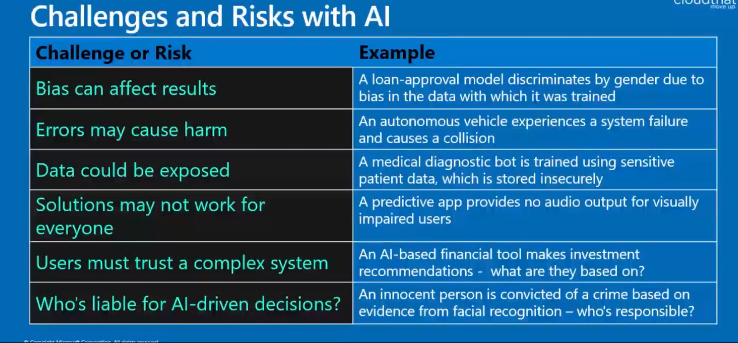 cloudthat
move up
Challenges and Risks with AI
Challenge or Risk
Example
Bias can affect results
A loan-approval model discriminates by gender due to
bias in the data with which it was trained
Errors may cause harm
An autonomous vehicle experiences a system failure
and causes a collision
Data could be exposed
A medical diagnostic bot is trained using sensitive
patient data, which is stored insecurely
Solutions may not work for
everyone
A predictive app provides no audio output for visually
impaired users
Users must trust a complex system
An AI-based financial tool makes investment
recommendations - what are they based on?
Who's liable for AI-driven decisions?
An innocent person is convicted of a crime based on
evidence from facial recognition – who's responsible?
© Copyright Microsoft Corporation. All rights reserved.